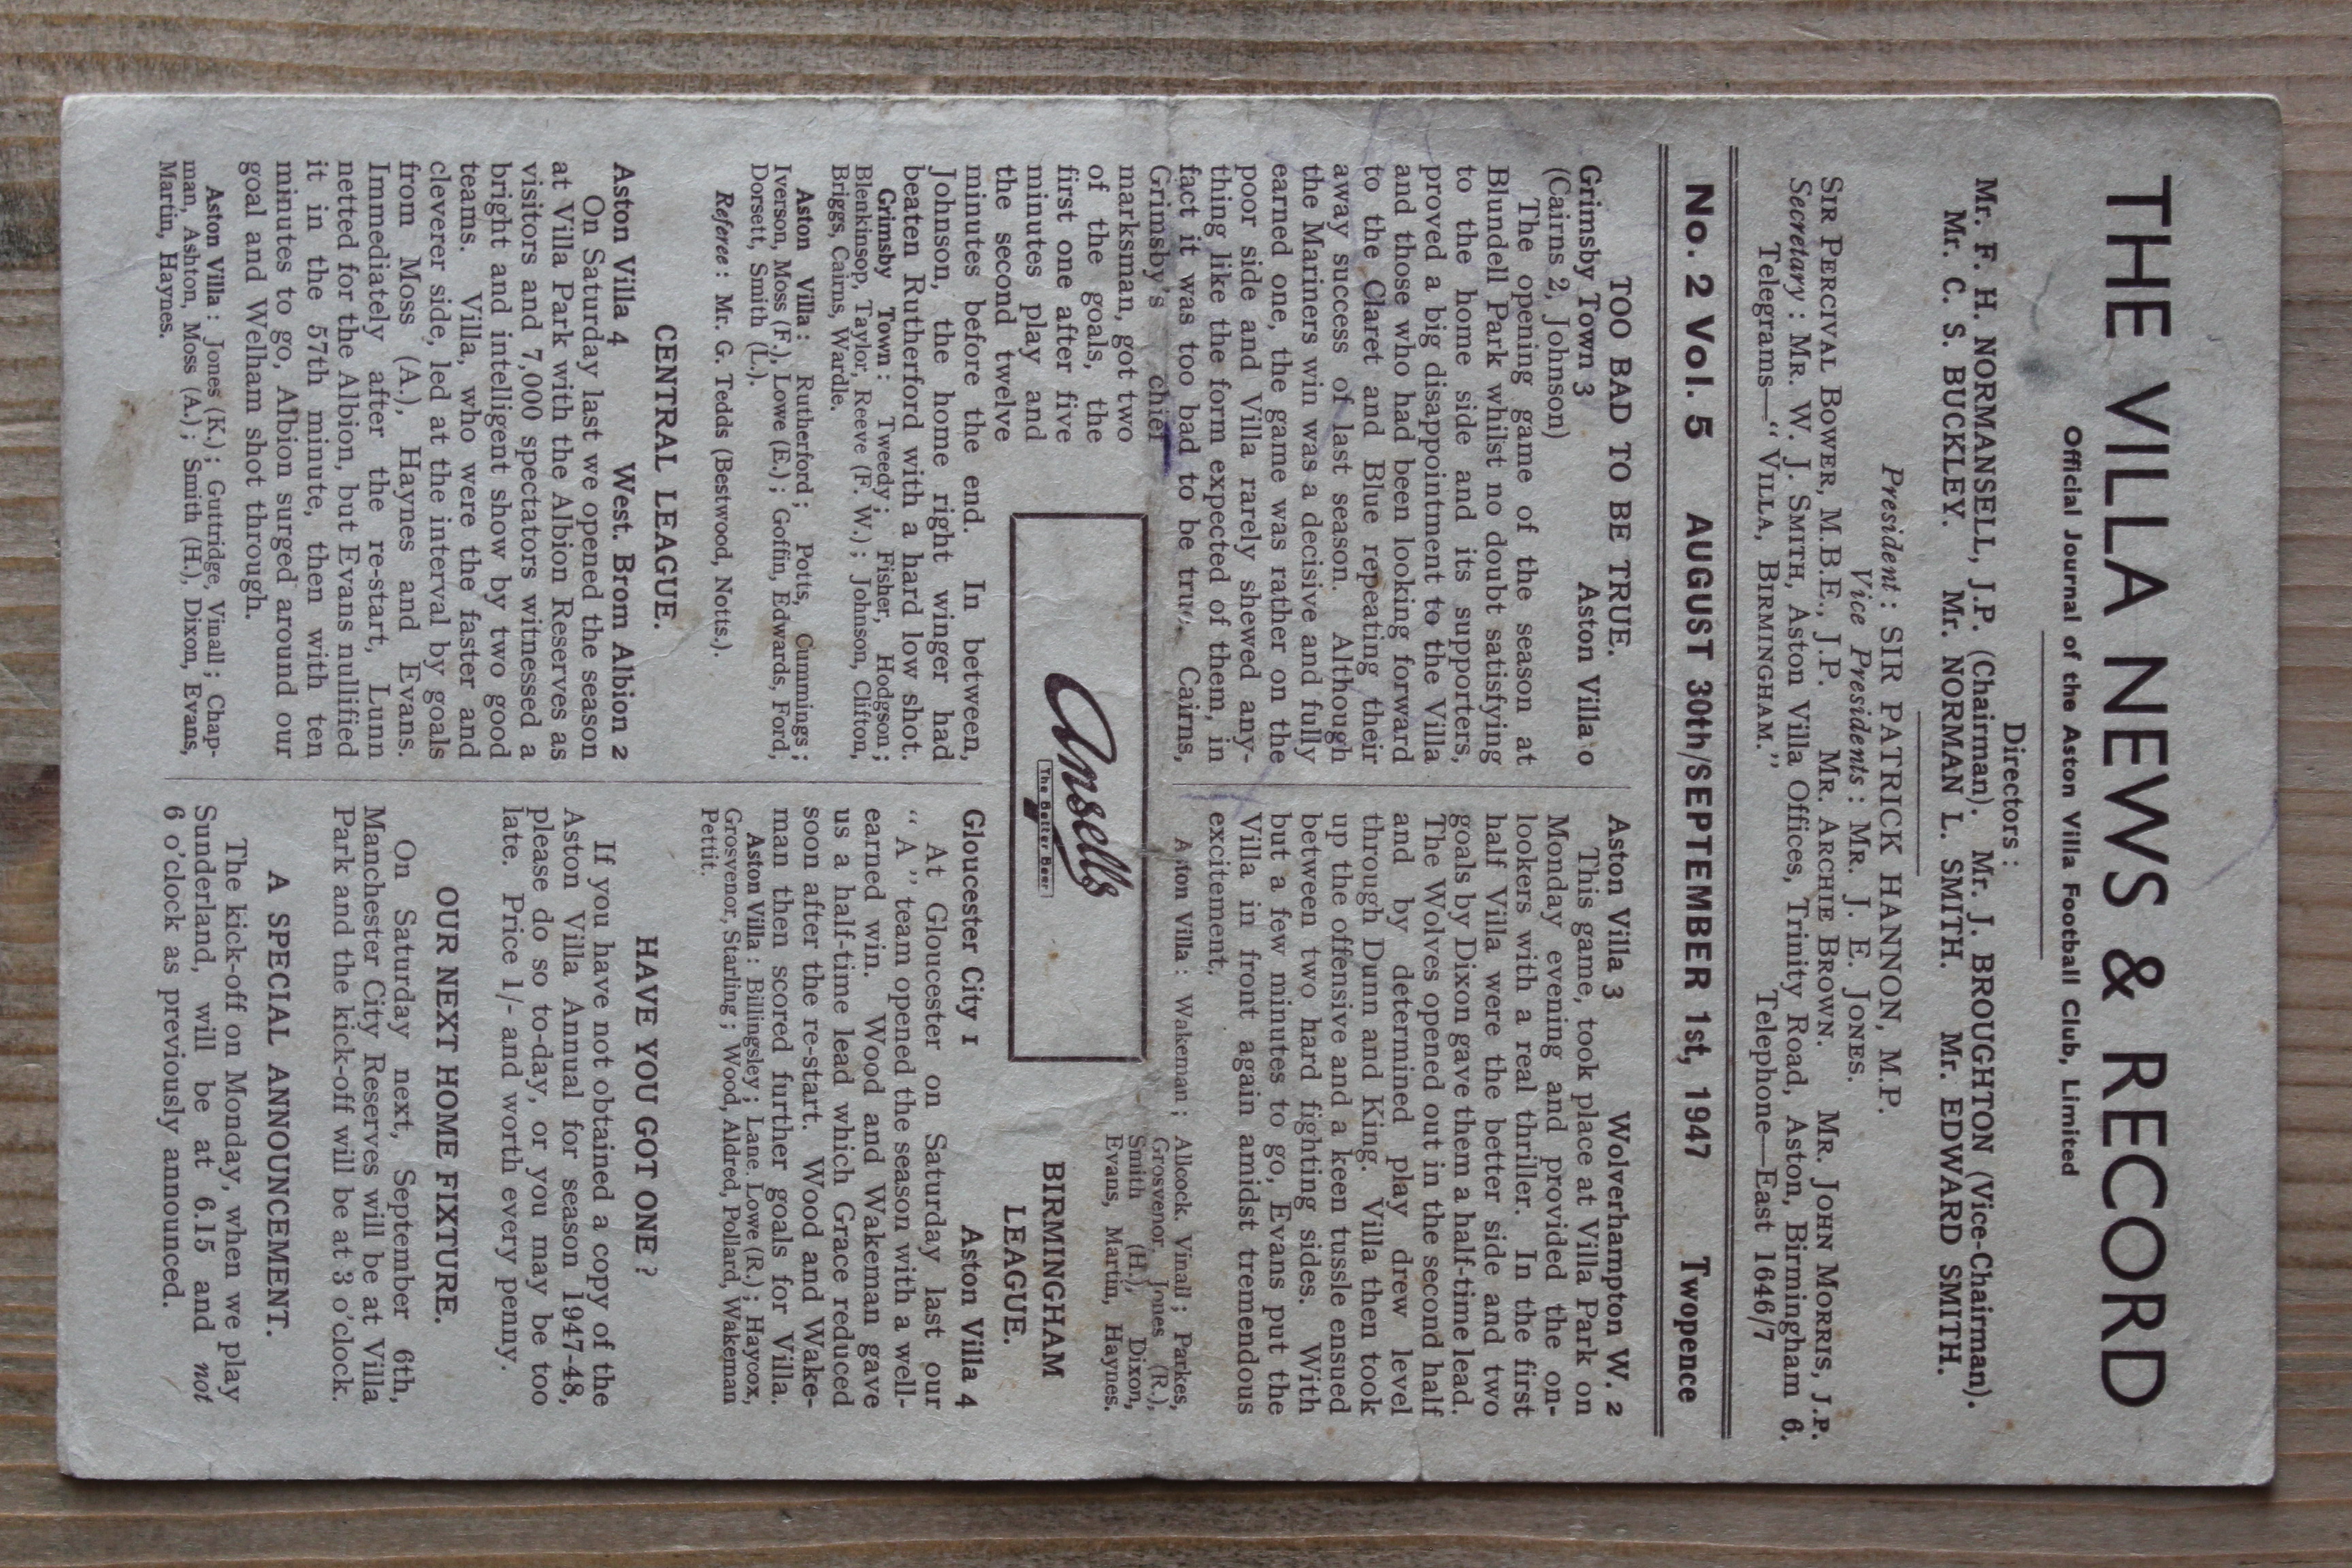 THE VILLA NEWS & RECORD
Official Journal of the Aston Villa Football Club, Limited
Directors :
Mr. F. H. NORMANSELL, J.P. (Chairman). Mr. J. BROUGHTON (Vice-Chairman).
Mr. C. S. BUCKLEY. Mr. NORMAN L. SMITH. Mr. EDWARD SMITH.
President : SIR PATRICK HANNON, M.P.
Vice Presidents : MR. J. E. JONES.
SIR PERCIVAL BOWER, M.B.E., J.P. MR. ARCHIE BROWN. MR. JOHN MORRIS, J.P.
Secretary : MR. W. J. SMITH, Aston Villa Offices, Trinity Road, Aston, Birmingham 6.
Telegrams—“ VILLA, BIRMINGHAM.” Telephone—East 1646/7
No. 2 Vol. 5 AUGUST 30th/SEPTEMBER 1st, 1947 Twopence
TOO BAD TO BE TRUE.
Grimsby Town 3 Aston Villa 0
(Cairns 2, Johnson)
The opening game of the season at
Blundell Park whilst no doubt satisfying
to the home side and its supporters,
proved a big disappointment to the Villa
and those who had been looking forward
to the Claret and Blue repeating their
away success of last season. Although
the Mariners win was a decisive and fully
earned one, the game was rather on the
poor side and Villa rarely shewed any-
thing like the form expected of them, in
fact it was too bad to be true. Cairns,
Grimsby's chief
marksman, got two
of the goals, the
first one after five
minutes play and
the second twelve
minutes before the end. In between,
Johnson, the home right winger had
beaten Rutherford with a hard low shot.
Grimsby Town : Tweedy ; Fisher, Hodgson ;
Blenkinsop, Taylor, Reeve (F. W.) ; Johnson, Clifton,
Briggs, Cairns, Wardle.
Aston Villa : Rutherford ; Potts, Cummings ;
Iverson, Moss (F.), Lowe (E.) ; Goffin, Edwards, Ford,
Dorsett, Smith (L.).
Referee : Mr. G. Tedds (Bestwood, Notts.).
CENTRAL LEAGUE.
Aston Villa 4 West. Brom Albion 2
On Saturday last we opened the season
at Villa Park with the Albion Reserves as
visitors and 7,000 spectators witnessed a
bright and intelligent show by two good
teams. Villa, who were the faster and
cleverer side, led at the interval by goals
from Moss (A.), Haynes and Evans.
Immediately after the re-start, Lunn
netted for the Albion, but Evans nullified
it in the 57th minute, then with ten
minutes to go, Albion surged around our
goal and Welham shot through.
Aston Villa : Jones (K.) ; Guttridge, Vinall ; Chap-
man, Ashton, Moss (A.) ; Smith (H.), Dixon, Evans,
Martin, Haynes.
Aston Villa 3 Wolverhampton W. 2
This game, took place at Villa Park on
Monday evening and provided the on-
lookers with a real thriller. In the first
half Villa were the better side and two
goals by Dixon gave them a half-time lead.
The Wolves opened out in the second half
and by determined play drew level
through Dunn and King. Villa then took
up the offensive and a keen tussle ensued
between two hard fighting sides. With
but a few minutes to go, Evans put the
Villa in front again amidst tremendous
excitement.
Aston Villa : Wakeman ; Allcock, Vinall ; Parkes,
Grosvenor, Jones (R.),
Smith (H.), Dixon,
Evans, Martin, Haynes.
Ansells
The Better Beer
BIRMINGHAM
LEAGUE.
Gloucester City 1 Aston Villa 4
At Gloucester on Saturday last our
“ A ” team opened the season with a well-
earned win. Wood and Wakeman gave
us a half-time lead which Grace reduced
soon after the re-start. Wood and Wake-
man then scored further goals for Villa.
Aston Villa : Billingsley ; Lane, Lowe (R.) ; Haycox,
Grosvenor, Starling ; Wood, Aldred, Pollard, Wakeman
Pettit.
HAVE YOU GOT ONE ?
If you have not obtained a copy of the
Aston Villa Annual for season 1947-48,
please do so to-day, or you may be too
late. Price 1/- and worth every penny.
OUR NEXT HOME FIXTURE.
On Saturday next, September 6th,
Manchester City Reserves will be at Villa
Park and the kick-off will be at 3 o'clock.
A SPECIAL ANNOUNCEMENT.
The kick-off on Monday, when we play
Sunderland, will be at 6.15 and not
6 o'clock as previously announced.